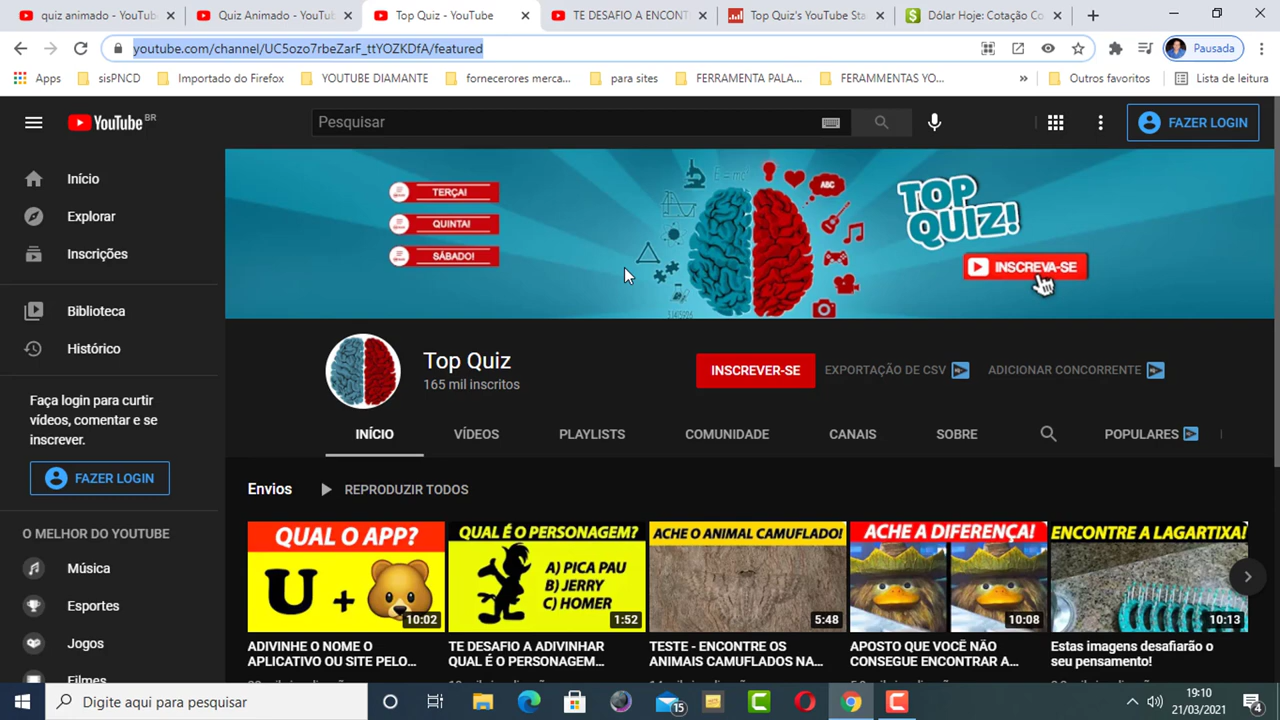 quiz animado - YouTu
Quiz Animado - YouTu
Top Quiz - YouTube
TE DESAFIO A ENCONT
Top Quiz's YouTube Sta
Dólar Hoje: Cotação Co
youtube.com/channel/UC5ozo7rbeZarF_ttYOZKDfA/featured
Pausada
Apps
sisPNCD
Importado do Firefox
YOUTUBE DIAMANTE
fornecerores merca...
para sites
FERRAMENTA PALA...
FERAMMENTAS YO...
Outros favoritos
Lista de leitura
YouTube BR
Pesquisar
FAZER LOGIN
Início
Explorar
Inscrições
Biblioteca
Histórico
Faça login para curtir
vídeos, comentar e se
inscrever.
FAZER LOGIN
O MELHOR DO YOUTUBE
Música
Esportes
Jogos
Filmes
TERÇA!
QUINTA!
SÁBADO!
ABC
TOP
QUIZ!
INSCREVA-SE
Top Quiz
165 mil inscritos
INSCREVER-SE
EXPORTAÇÃO DE CSV
ADICIONAR CONCORRENTE
INÍCIO
VÍDEOS
PLAYLISTS
COMUNIDADE
CANAIS
SOBRE
POPULARES
Envios
REPRODUZIR TODOS
QUAL O APP?
U +
10:02
ADIVINHE O NOME O
APLICATIVO OU SITE PELO...
QUAL É O PERSONAGEM?
A) PICA PAU
B) JERRY
C) HOMER
1:52
TE DESAFIO A ADIVINHAR
QUAL É O PERSONAGEM...
ACHE O ANIMAL CAMUFLADO!
5:48
TESTE - ENCONTRE OS
ANIMAIS CAMUFLADOS NA...
ACHE A DIFERENÇA!
10:08
APOSTO QUE VOCÊ NÃO
CONSEGUE ENCONTRAR A...
ENCONTRE A LAGARTIXA!
10:13
Estas imagens desafiarão o
seu pensamento!
Digite aqui para pesquisar
15
19:10
21/03/2021
4